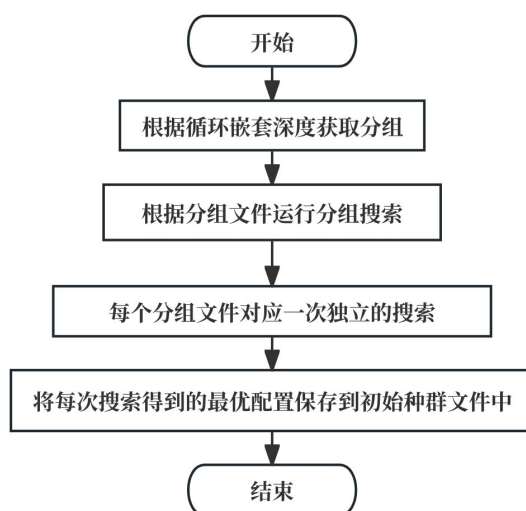 开始
根据循环嵌套深度获取分组
根据分组文件运行分组搜索
每个分组文件对应一次独立的搜索
将每次搜索得到的最优配置保存到初始种群文件中
结束